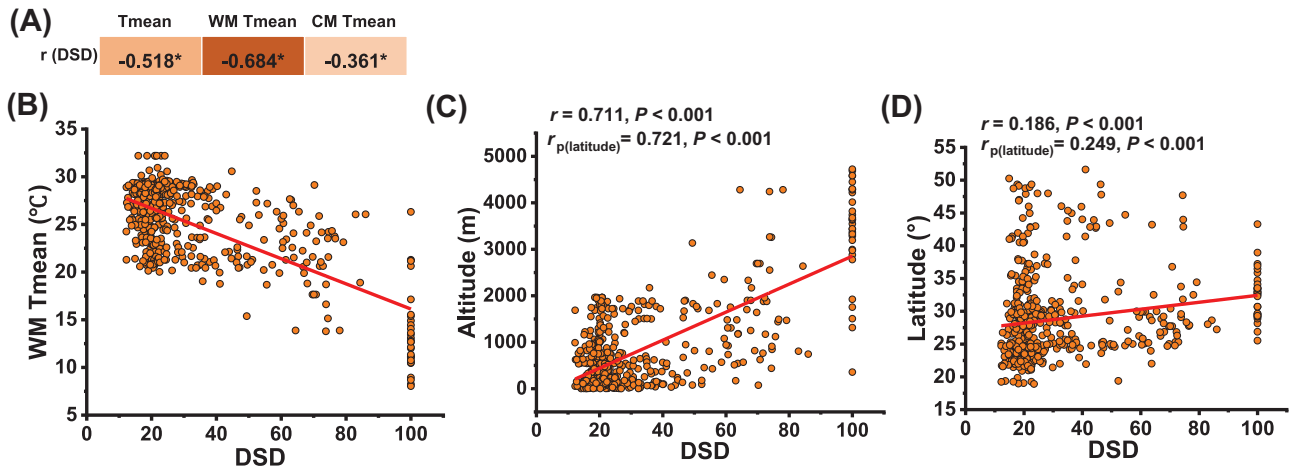 (A)
Tmean WM Tmean CM Tmean
r (DSD) -0.518* -0.684* -0.361*
(B)
WM Tmean (℃)
35
30
25
20
15
10
5
0 20 40 60 80 100
DSD
(C)
r = 0.711, P < 0.001
rp(latitude)= 0.721, P < 0.001
Altitude (m)
5000
4000
3000
2000
1000
0
0 20 40 60 80 100
DSD
(D)
r = 0.186, P < 0.001
rp(latitude)= 0.249, P < 0.001
Latitude (°)
55
50
45
40
35
30
25
20
15
0 20 40 60 80 100
DSD